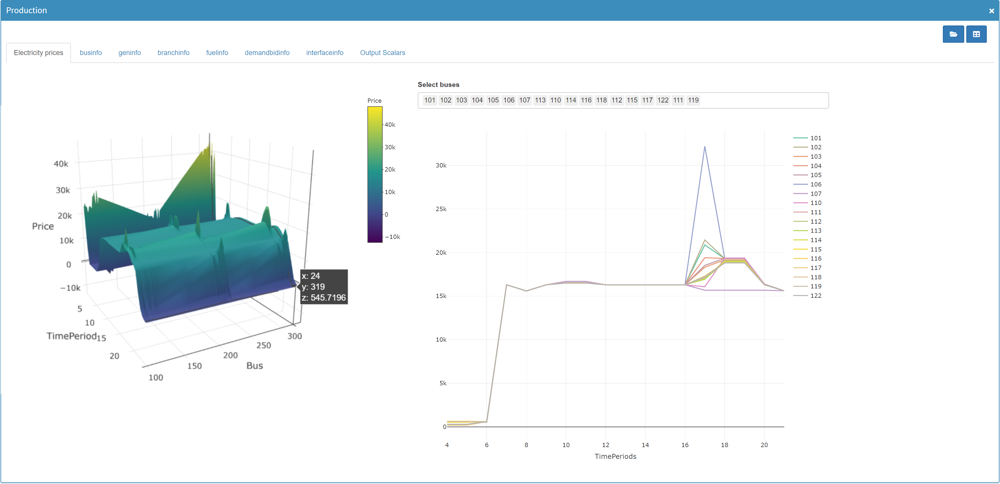 Production
Electricity prices businfo geninfo branchinfo fuelinfo demandbidinfo interfaceinfo Output Scalars
Price
40k
30k
20k
10k
0
−10k
Price
40k
30k
20k
10k
0
−10k
5
10
15
20
TimePeriod
100
150
200
250
300
Bus
x: 24
y: 319
z: 545.7196
Select buses
101 102 103 104 105 106 107 113 110 114 116 118 112 115 117 122 111 119
30k
25k
20k
15k
10k
5k
0
4 6 8 10 12 14 16 18 20
TimePeriods
101
102
103
104
105
106
107
110
111
112
113
114
115
116
117
118
119
122